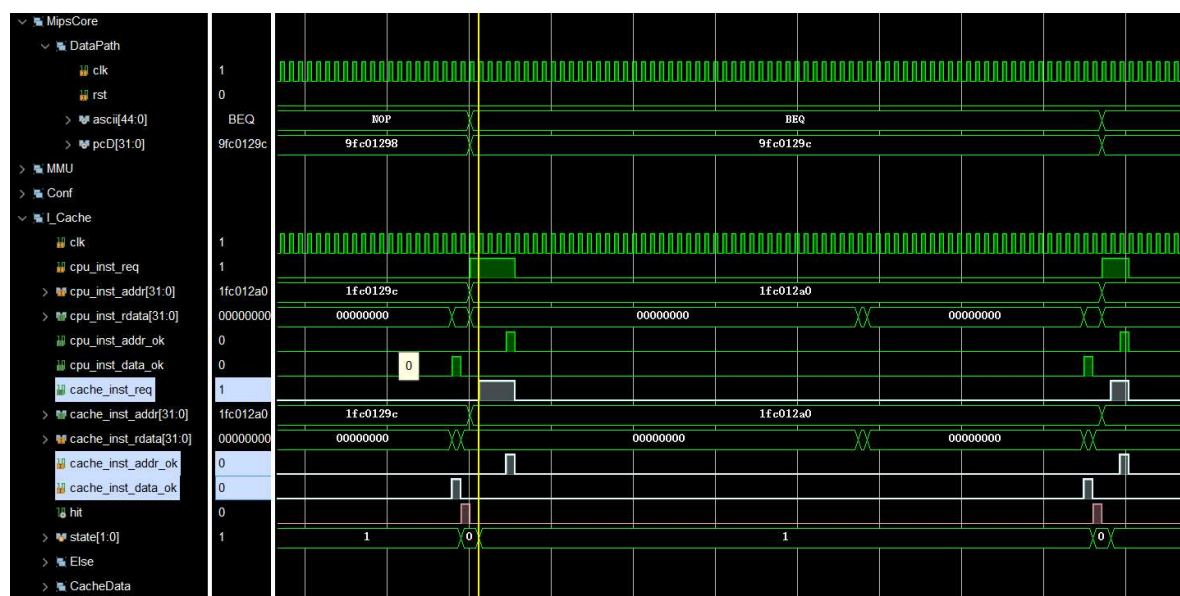 MipsCore
DataPath
clk 1
rst 0
ascii[44:0] BEQ NOP BEQ
pcD[31:0] 9fc0129c 9fc01298 9fc0129c
MMU
Conf
I_Cache
clk 1
cpu_inst_req 1
cpu_inst_addr[31:0] 1fc012a0 1fc0129c 1fc012a0
cpu_inst_rdata[31:0] 00000000 00000000 00000000 00000000
cpu_inst_addr_ok 0
cpu_inst_data_ok 0 0
cache_inst_req 1
cache_inst_addr[31:0] 1fc012a0 1fc0129c 1fc012a0
cache_inst_rdata[31:0] 00000000 00000000 00000000 00000000
cache_inst_addr_ok 0
cache_inst_data_ok 0
hit 0
state[1:0] 1 1 0 1 0
Else
CacheData